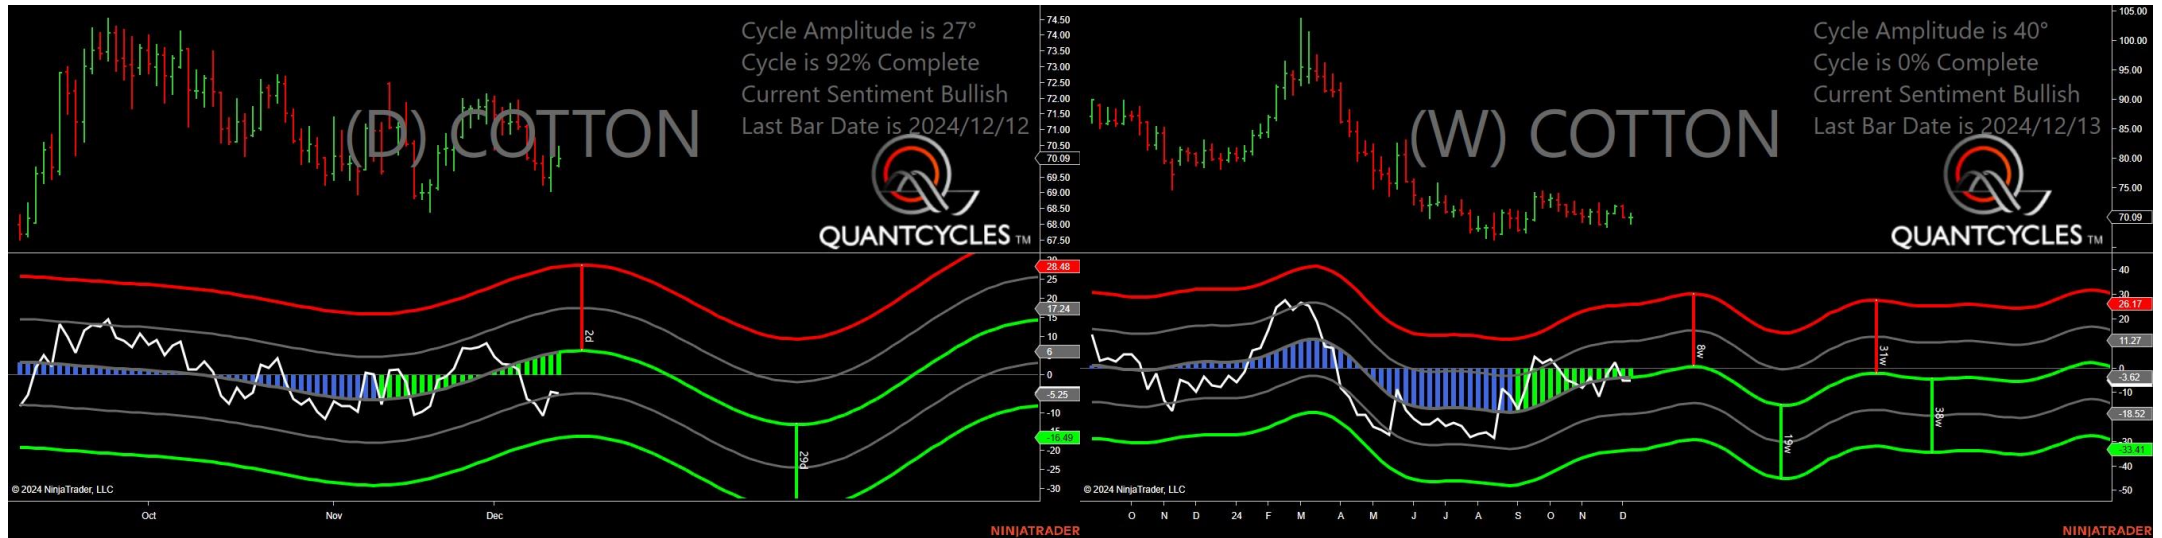 Cycle Amplitude is 27°
Cycle is 92% Complete
Current Sentiment Bullish
Last Bar Date is 2024/12/12
(D) COTTON
QUANTCYCLES TM
74.50
74.00
73.50
73.00
72.50
72.00
71.50
71.00
70.50
70.09
69.50
69.00
68.50
68.00
67.50
28.48
25
20
17.24
15
10
6
0
-5.25
-10
-16.49
-20
-25
-30
2d
29d
© 2024 NinjaTrader, LLC
Oct
Nov
Dec
NINJATRADER
Cycle Amplitude is 40°
Cycle is 0% Complete
Current Sentiment Bullish
Last Bar Date is 2024/12/13
(W) COTTON
QUANTCYCLES TM
105.00
100.00
95.00
90.00
85.00
80.00
75.00
70.09
40
30
26.17
20
11.27
-3.62
-10
-18.52
-30
-33.41
-40
-50
8w
19w
31w
38w
© 2024 NinjaTrader, LLC
O N D 24 F M A M J J A S O N D
NINJATRADER